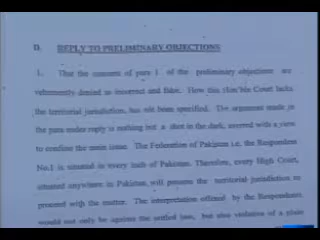 D. REPLY TO PRELIMINARY OBJECTIONS
1. That the contents of para 1 of the preliminary objections are
vehemently denied as incorrect and false. How this Hon'ble Court lacks
the territorial jurisdiction, has not been specified. The argument made in
the para under reply is nothing but a shot in the dark, averred with a view
to confuse the main issue. The Federation of Pakistan i.e. the Respondent
No.1 is situated in every inch of Pakistan. Therefore, every High Court,
situated anywhere in Pakistan, will possess the territorial jurisdiction to
proceed with the matter. The interpretation offered by the Respondents
would not only be against the settled law, but also violative of a plain